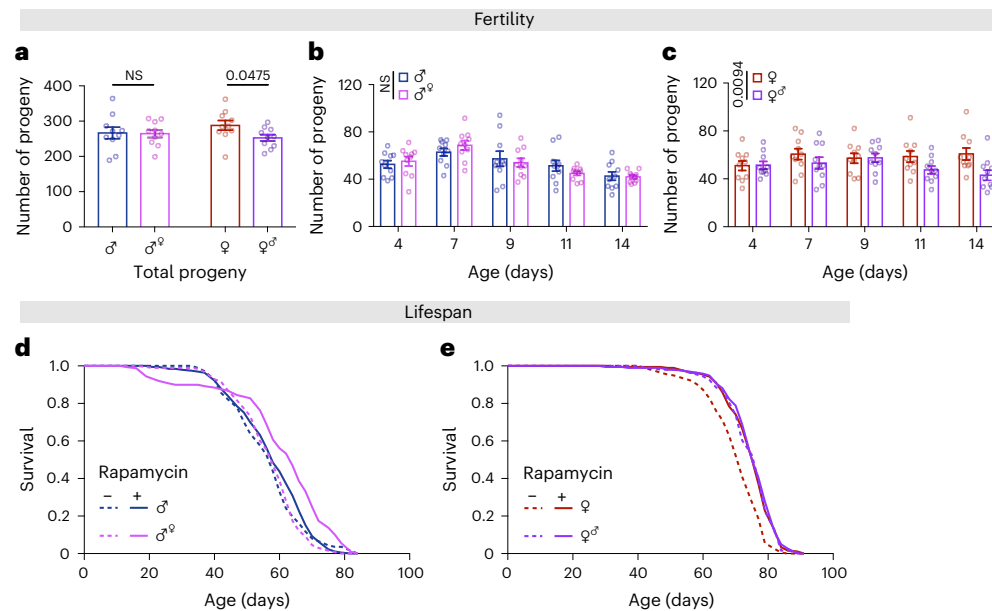 Fertility
a
Number of progeny
400
300
200
100
0
NS
0.0475
♂ ♂♀ ♀ ♀♂
Total progeny
b
Number of progeny
120
80
40
0
NS
♂
♂♀
4 7 9 11 14
Age (days)
c
Number of progeny
120
80
40
0
0.0094
♀
♀♂
4 7 9 11 14
Age (days)
Lifespan
d
Survival
1.0
0.8
0.6
0.4
0.2
0
Rapamycin
– +
♂
♂♀
0 20 40 60 80 100
Age (days)
e
Survival
1.0
0.8
0.6
0.4
0.2
0
Rapamycin
– +
♀
♀♂
0 20 40 60 80 100
Age (days)